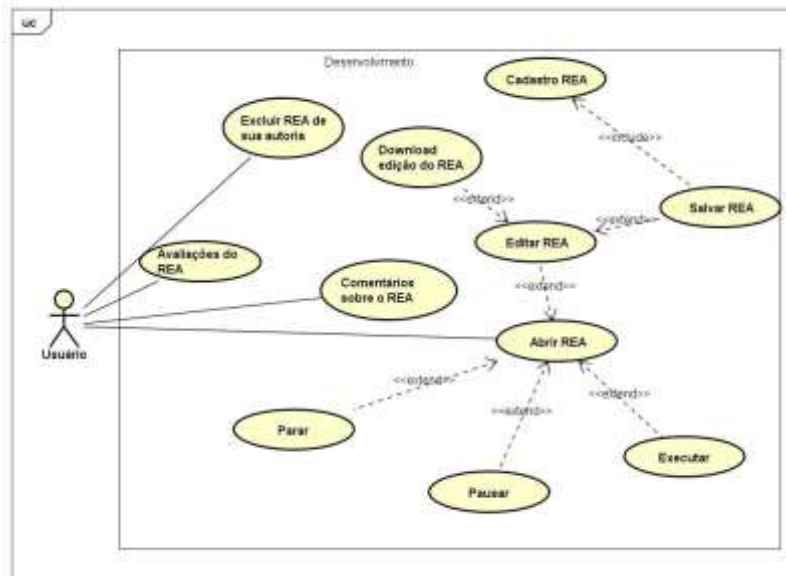 uc
Desenvolvimento
Cadastro REA
Excluir REA de
sua autoria
Download
edição do REA
<<include>>
<<extend>>
Salvar REA
<<extend>>
Editar REA
Avaliações do
REA
Comentários
sobre o REA
<<extend>>
Usuário
Abrir REA
<<extend>>
<<extend>>
<<extend>>
Parar
Executar
Pausar